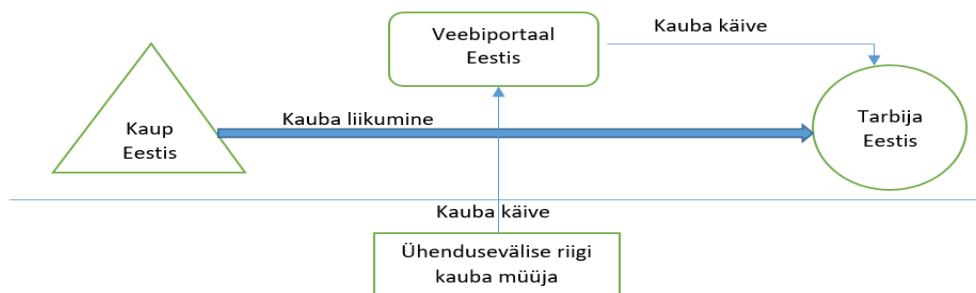 Veebiportaal
Eestis
Kauba käive
Kaup
Eestis
Kauba liikumine
Tarbija
Eestis
Kauba käive
Ühendusevälise riigi
kauba müüja